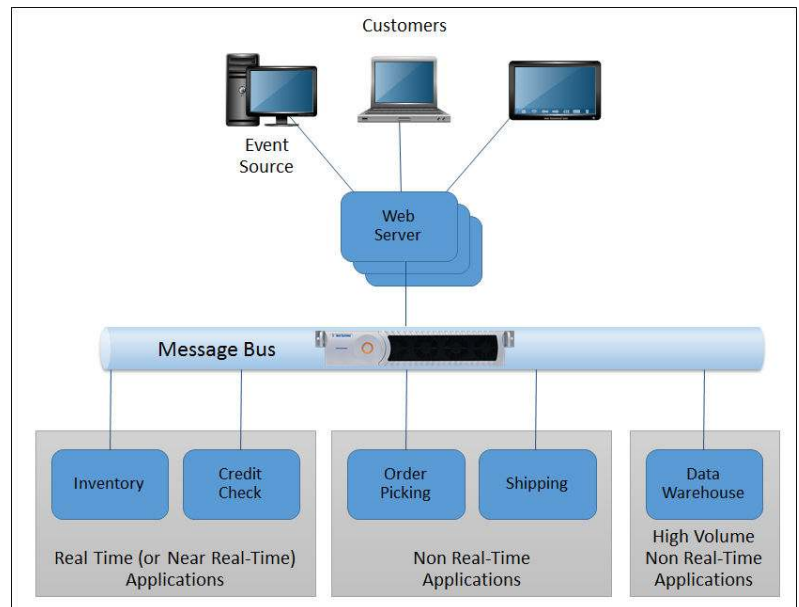 Customers
Event
Source
Web
Server
Message Bus
Inventory
Credit
Check
Order
Picking
Shipping
Data
Warehouse
Real Time (or Near Real-Time)
Applications
Non Real-Time
Applications
High Volume
Non Real-Time
Applications